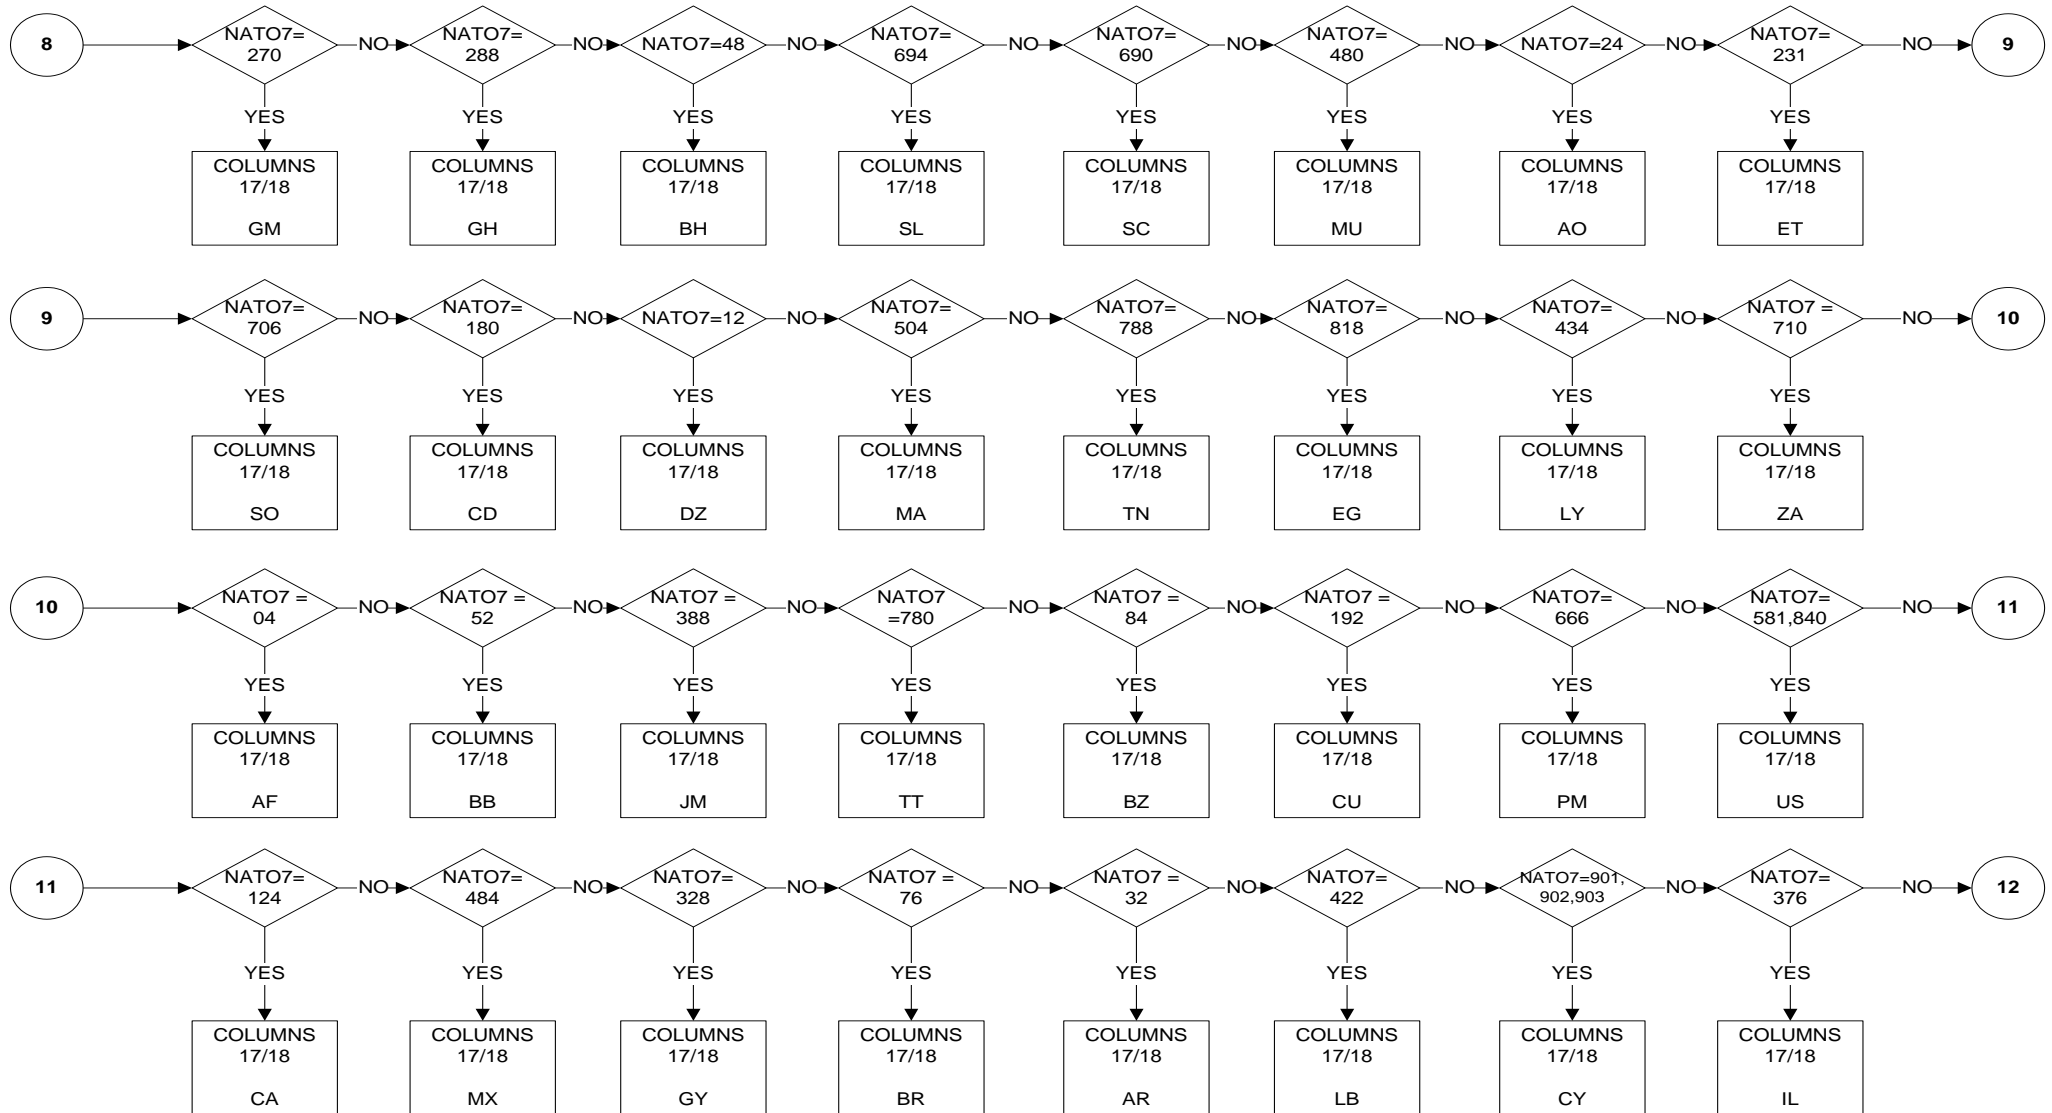 8 NATO7= NO NATO7= NO NATO7=48 NO NATO7= NO NATO7= NO NATO7= NO NATO7=24 NO NATO7= NO 9
270 288 694 690 480 231
YES YES YES YES YES YES YES YES
COLUMNS COLUMNS COLUMNS COLUMNS COLUMNS COLUMNS COLUMNS COLUMNS
17/18 17/18 17/18 17/18 17/18 17/18 17/18 17/18
GM GH BH SL SC MU AO ET
9 NATO7= NO NATO7= NO NATO7=12 NO NATO7= NO NATO7= NO NATO7= NO NATO7= NO NATO7 = NO 10
706 180 504 788 818 434 710
YES YES YES YES YES YES YES YES
COLUMNS COLUMNS COLUMNS COLUMNS COLUMNS COLUMNS COLUMNS COLUMNS
17/18 17/18 17/18 17/18 17/18 17/18 17/18 17/18
SO CD DZ MA TN EG LY ZA
10 NATO7 = NO NATO7 = NO NATO7= NO NATO7 NO NATO7 = NO NATO7 = NO NATO7= NO NATO7= NO 11
04 52 388 =780 84 192 666 581,840
YES YES YES YES YES YES YES YES
COLUMNS COLUMNS COLUMNS COLUMNS COLUMNS COLUMNS COLUMNS COLUMNS
17/18 17/18 17/18 17/18 17/18 17/18 17/18 17/18
AF BB JM TT BZ CU PM US
11 NATO7= NO NATO7= NO NATO7= NO NATO7 = NO NATO7 = NO NATO7= NO NATO7=901, NO NATO7= NO 12
124 484 328 76 32 422 902,903 376
YES YES YES YES YES YES YES YES
COLUMNS COLUMNS COLUMNS COLUMNS COLUMNS COLUMNS COLUMNS COLUMNS
17/18 17/18 17/18 17/18 17/18 17/18 17/18 17/18
CA MX GY BR AR LB CY IL